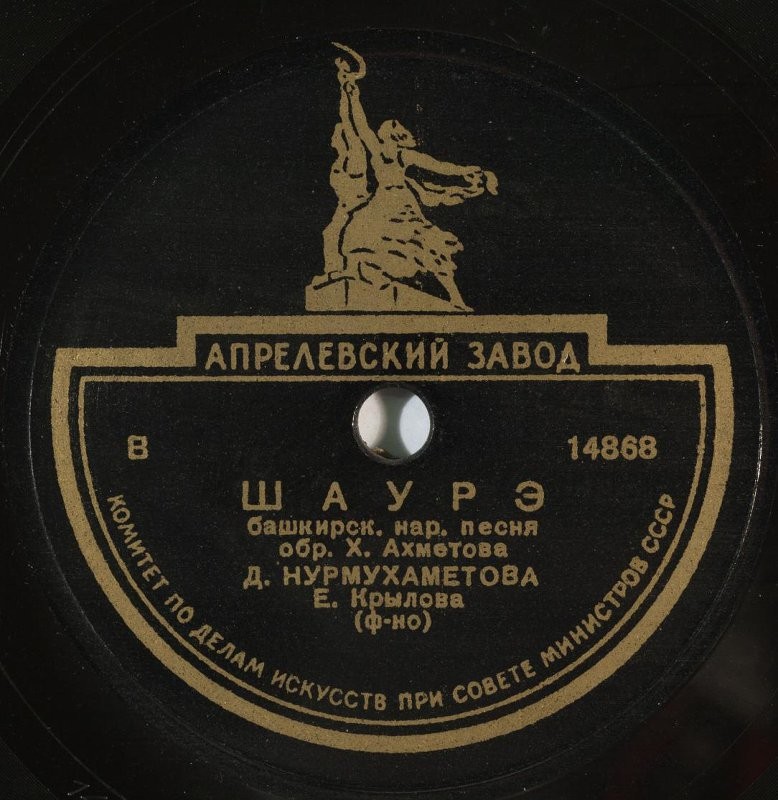 АПРЕЛЕВСКИЙ ЗАВОД
В 14868
ШАУРЭ
башкирск. нар. песня
обр. Х. Ахметова
Д. НУРМУХАМЕТОВА
Е. Крылова
(ф-но)
КОМИТЕТ ПО ДЕЛАМ ИСКУССТВ ПРИ СОВЕТЕ МИНИСТРОВ СССР